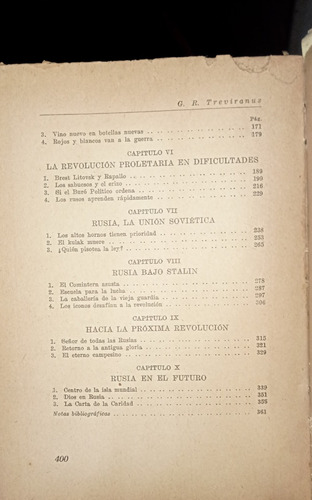 G. R. Treviranus
Pág.
3. Vino nuevo en botellas nuevas 171
4. Rojos y blancos van a la guerra 179
CAPITULO VI
LA REVOLUCIÓN PROLETARIA EN DIFICULTADES
1. Brest Litovsk y Rapallo 189
2. Los sabuesos y el erizo 199
3. Si el Buró Político ordena 216
4. Los rusos aprenden rápidamente 229
CAPITULO VII
RUSIA, LA UNIÓN SOVIÉTICA
1. Los altos hornos tienen prioridad 238
2. El kulak muere 253
3. ¿Quién pisotea la ley? 265
CAPITULO VIII
RUSIA BAJO STALIN
1. El Comintern acecha 278
2. Escuela para la lucha 287
3. La caballería de la vieja guardia 297
4. Los iconos desafían a la revolución 306
CAPITULO IX
HACIA LA PRÓXIMA REVOLUCIÓN
1. Señor de todas las Rusias 313
2. Retorno a la antigua gloria 321
3. El eterno campesino 329
CAPITULO X
RUSIA EN EL FUTURO
1. Centro de la isla mundial 339
2. Dios en Rusia 351
3. La Carta de la Caridad 358
Notas bibliográficas 361
400